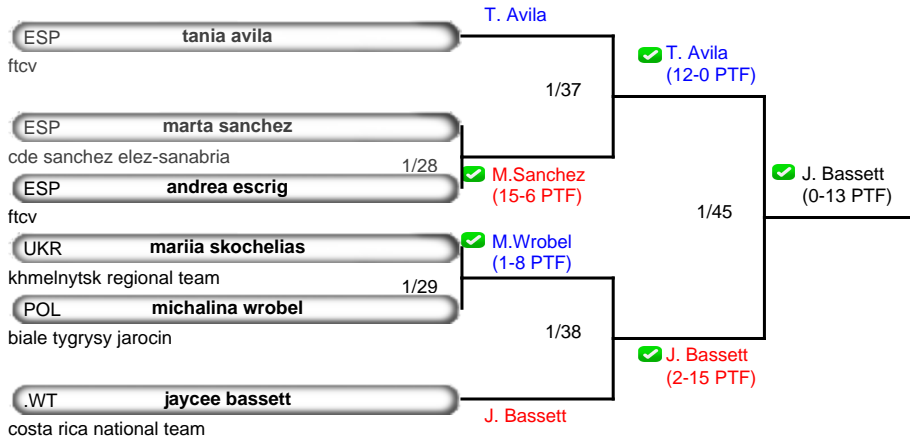 T. Avila
ESP tania avila
ftcv
T. Avila
(12-0 PTF)
1/37
ESP marta sanchez
cde sanchez elez-sanabria
1/28
M.Sanchez
(15-6 PTF)
ESP andrea escrig
ftcv
J. Bassett
(0-13 PTF)
1/45
UKR mariia skochelias
khmelnytsk regional team
M.Wrobel
(1-8 PTF)
1/29
POL michalina wrobel
biale tygrysy jarocin
1/38
J. Bassett
(2-15 PTF)
.WT jaycee bassett
costa rica national team
J. Bassett